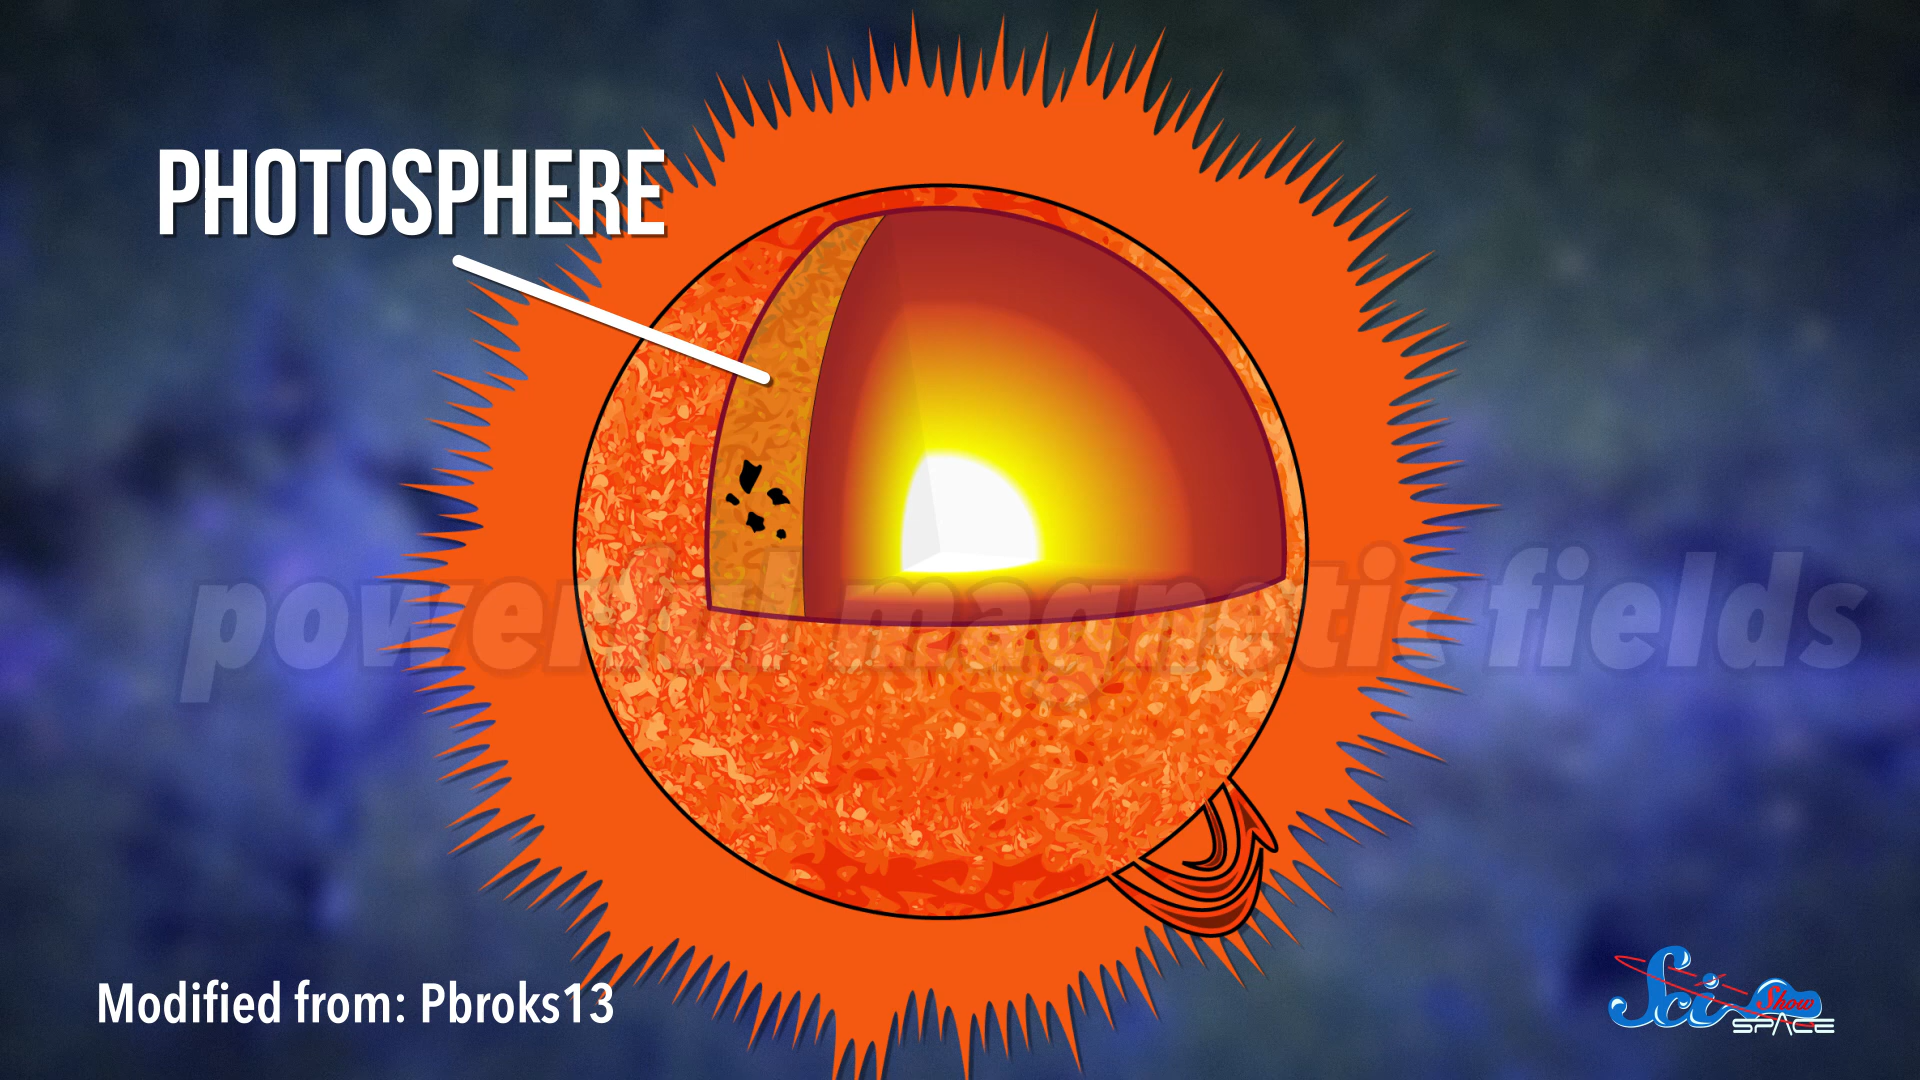 PHOTOSPHERE
powerful magnetic fields
Modified from: Pbroks13
Sci Show
SPACE